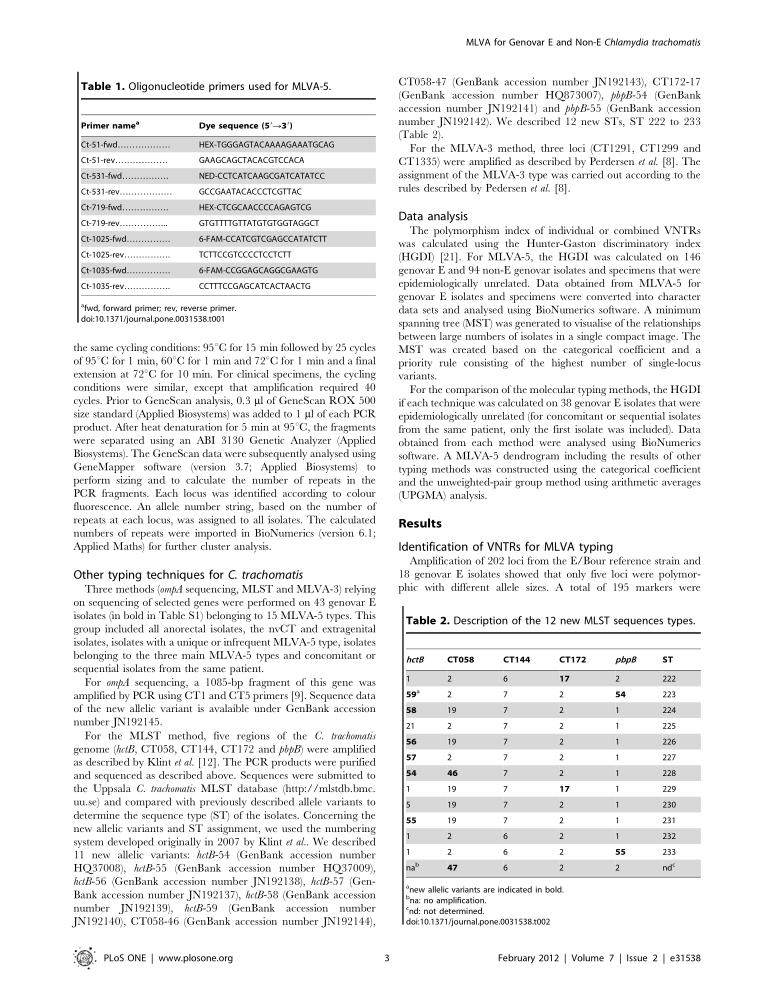 MLVA for Genovar E and Non-E Chlamydia trachomatis
Table 1. Oligonucleotide primers used for MLVA-5.
Primer nameª Dye sequence (5′→3′)
Ct-51-fwd……………… HEX-TGGGAGTACAAAAGAAATGCAG
Ct-51-rev……………… GAAGCAGCTACACGTCCACA
Ct-531-fwd…………… NED-CCTCATCAAGCGATCATATCC
Ct-531-rev……………… GCCGAATACACCCTCGTTAC
Ct-719-fwd…………… HEX-CTCGCAACCCCAGAGTCG
Ct-719-rev…………….. GTGTTTTGTTATGTGTGGTAGGCT
Ct-1025-fwd………….. 6-FAM-CCATCGTCGAGCCATATCTT
Ct-1025-rev………….. TCTTCCGTCCCCTCCTCTT
Ct-1035-fwd………….. 6-FAM-CCGGAGCAGGCGAAGTG
Ct-1035-rev………….. CCTTTCCGAGCATCACTAACTG
ªfwd, forward primer; rev, reverse primer.
doi:10.1371/journal.pone.0031538.t001
the same cycling conditions: 95°C for 15 min followed by 25 cycles
of 95°C for 1 min, 60°C for 1 min and 72°C for 1 min and a final
extension at 72°C for 10 min. For clinical specimens, the cycling
conditions were similar, except that amplification required 40
cycles. Prior to GeneScan analysis, 0.3 µl of GeneScan ROX 500
size standard (Applied Biosystems) was added to 1 µl of each PCR
product. After heat denaturation for 5 min at 95°C, the fragments
were separated using an ABI 3130 Genetic Analyzer (Applied
Biosystems). The GeneScan data were subsequently analysed using
GeneMapper software (version 3.7; Applied Biosystems) to
perform sizing and to calculate the number of repeats in the
PCR fragments. Each locus was identified according to colour
fluorescence. An allele number string, based on the number of
repeats at each locus, was assigned to all isolates. The calculated
numbers of repeats were imported in BioNumerics (version 6.1;
Applied Maths) for further cluster analysis.
Other typing techniques for C. trachomatis
Three methods (ompA sequencing, MLST and MLVA-3) relying
on sequencing of selected genes were performed on 43 genovar E
isolates (in bold in Table S1) belonging to 15 MLVA-5 types. This
group included all anorectal isolates, the nvCT and extragenital
isolates, isolates with a unique or infrequent MLVA-5 type, isolates
belonging to the three main MLVA-5 types and concomitant or
sequential isolates from the same patient.
For ompA sequencing, a 1085-bp fragment of this gene was
amplified by PCR using CT1 and CT5 primers [9]. Sequence data
of the new allelic variant is avalaible under GenBank accession
number JN192145.
For the MLST method, five regions of the C. trachomatis
genome (hctB, CT058, CT144, CT172 and pbpB) were amplified
as described by Klint et al. [12]. The PCR products were purified
and sequenced as described above. Sequences were submitted to
the Uppsala C. trachomatis MLST database (http://mlstdb.bmc.
uu.se) and compared with previously described allele variants to
determine the sequence type (ST) of the isolates. Concerning the
new allelic variants and ST assignment, we used the numbering
system developed originally in 2007 by Klint et al.. We described
11 new allelic variants: hctB-54 (GenBank accession number
HQ37008), hctB-55 (GenBank accession number HQ37009),
hctB-56 (GenBank accession number JN192138), hctB-57 (Gen-
Bank accession number JN192137), hctB-58 (GenBank accession
number JN192139), hctB-59 (GenBank accession number
JN192140), CT058-46 (GenBank accession number JN192144),
CT058-47 (GenBank accession number JN192143), CT172-17
(GenBank accession number HQ873007), pbpB-54 (GenBank
accession number JN192141) and pbpB-55 (GenBank accession
number JN192142). We described 12 new STs, ST 222 to 233
(Table 2).
For the MLVA-3 method, three loci (CT1291, CT1299 and
CT1335) were amplified as described by Perdersen et al. [8]. The
assignment of the MLVA-3 type was carried out according to the
rules described by Pedersen et al. [8].
Data analysis
The polymorphism index of individual or combined VNTRs
was calculated using the Hunter-Gaston discriminatory index
(HGDI) [21]. For MLVA-5, the HGDI was calculated on 146
genovar E and 94 non-E genovar isolates and specimens that were
epidemiologically unrelated. Data obtained from MLVA-5 for
genovar E isolates and specimens were converted into character
data sets and analysed using BioNumerics software. A minimum
spanning tree (MST) was generated to visualise of the relationships
between large numbers of isolates in a single compact image. The
MST was created based on the categorical coefficient and a
priority rule consisting of the highest number of single-locus
variants.
For the comparison of the molecular typing methods, the HGDI
if each technique was calculated on 38 genovar E isolates that were
epidemiologically unrelated (for concomitant or sequential isolates
from the same patient, only the first isolate was included). Data
obtained from each method were analysed using BioNumerics
software. A MLVA-5 dendrogram including the results of other
typing methods was constructed using the categorical coefficient
and the unweighted-pair group method using arithmetic averages
(UPGMA) analysis.
Results
Identification of VNTRs for MLVA typing
Amplification of 202 loci from the E/Bour reference strain and
18 genovar E isolates showed that only five loci were polymor-
phic with different allele sizes. A total of 195 markers were
Table 2. Description of the 12 new MLST sequences types.
hctB CT058 CT144 CT172 pbpB ST
1 2 6 17 2 222
59ª 2 7 2 54 223
58 19 7 2 1 224
21 2 7 2 1 225
56 19 7 2 1 226
57 2 7 2 1 227
54 46 7 2 1 228
1 19 7 17 1 229
5 19 7 2 1 230
55 19 7 2 1 231
1 2 6 2 1 232
1 2 6 2 55 233
naᵇ 47 6 2 2 ndᶜ
ªnew allelic variants are indicated in bold.
ᵇna: no amplification.
ᶜnd: not determined.
doi:10.1371/journal.pone.0031538.t002
PLoS ONE | www.plosone.org 3 February 2012 | Volume 7 | Issue 2 | e31538